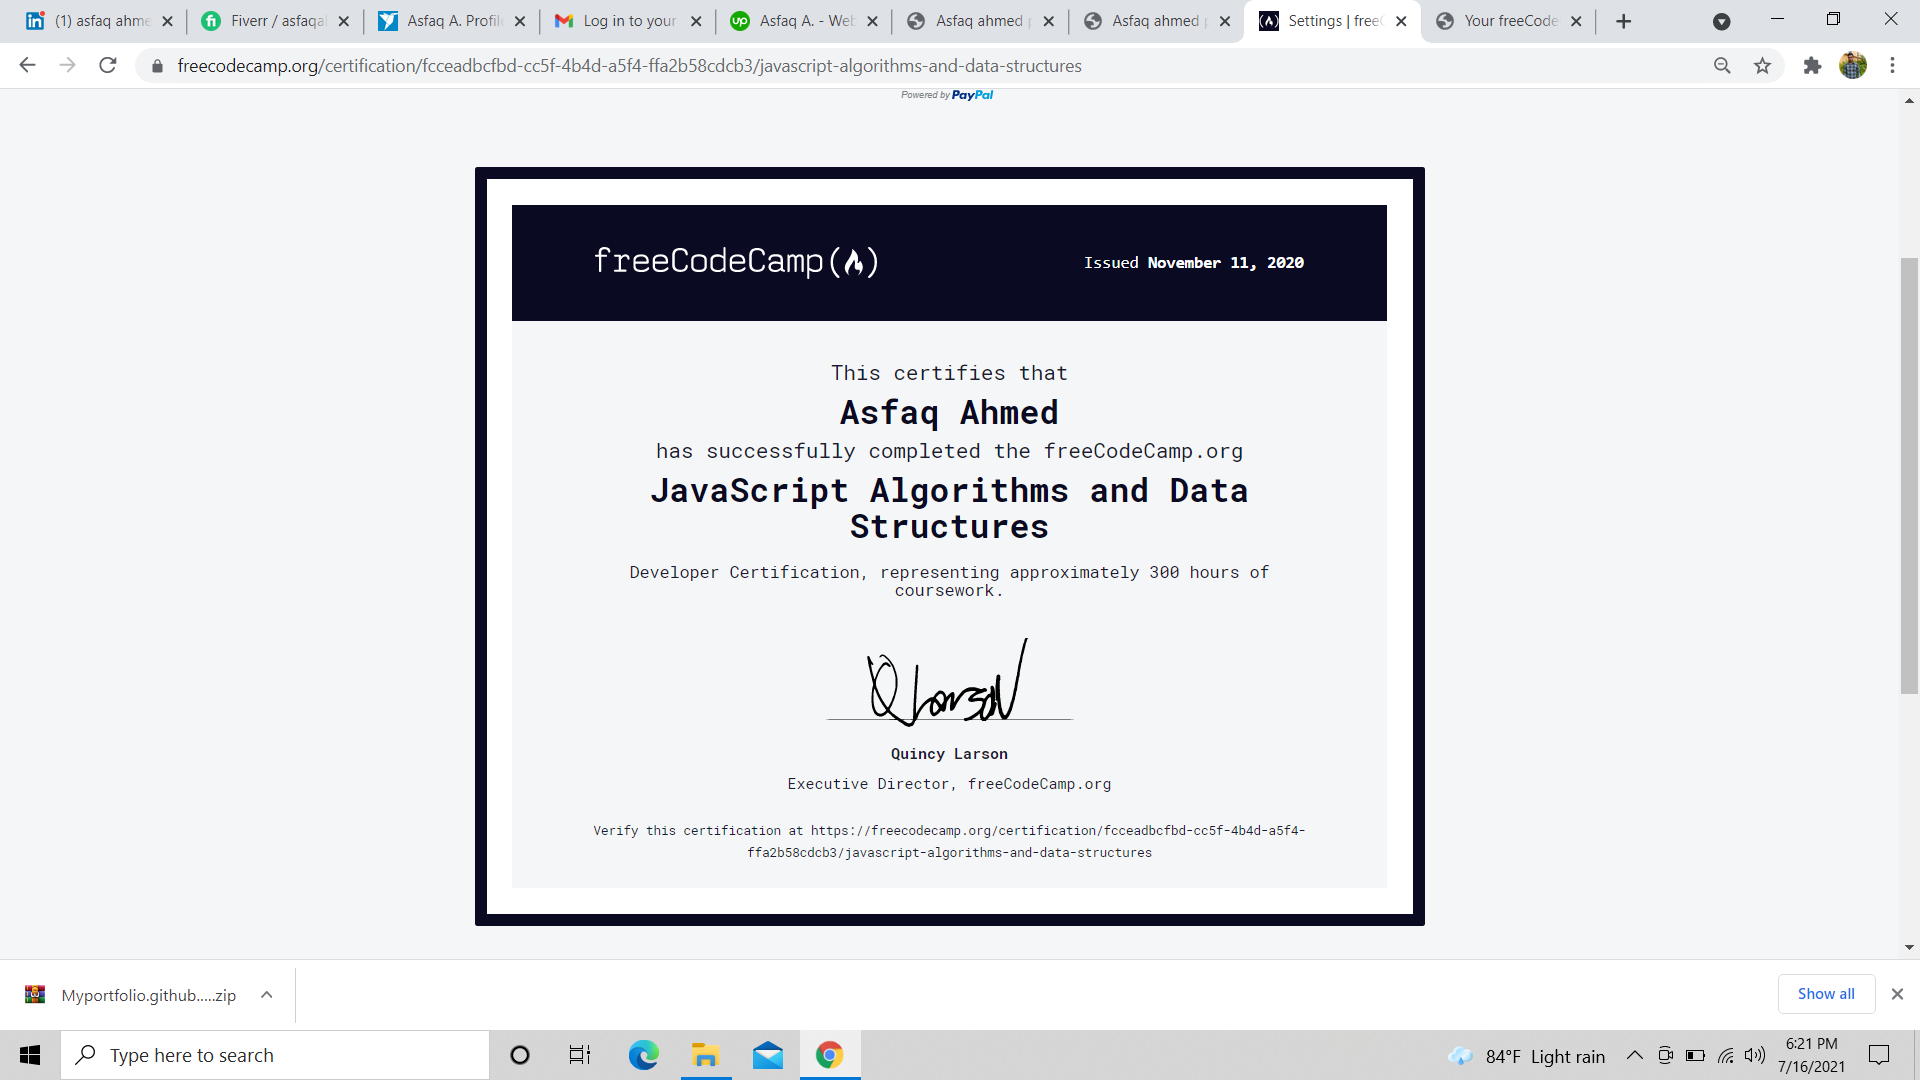 (1) asfaq ahme
Fiverr / asfaqal
Asfaq A. Profile
Log in to your
Asfaq A. - Web
Asfaq ahmed p
Asfaq ahmed p
Settings | freeC
Your freeCode
freecodecamp.org/certification/fcceadbcfbd-cc5f-4b4d-a5f4-ffa2b58cdcb3/javascript-algorithms-and-data-structures
Powered by PayPal
freeCodeCamp
Issued November 11, 2020
This certifies that
Asfaq Ahmed
has successfully completed the freeCodeCamp.org
JavaScript Algorithms and Data
Structures
Developer Certification, representing approximately 300 hours of
coursework.
Q Larson
Quincy Larson
Executive Director, freeCodeCamp.org
Verify this certification at https://freecodecamp.org/certification/fcceadbcfbd-cc5f-4b4d-a5f4-
ffa2b58cdcb3/javascript-algorithms-and-data-structures
Myportfolio.github.....zip
Show all
Type here to search
84°F Light rain
6:21 PM
7/16/2021